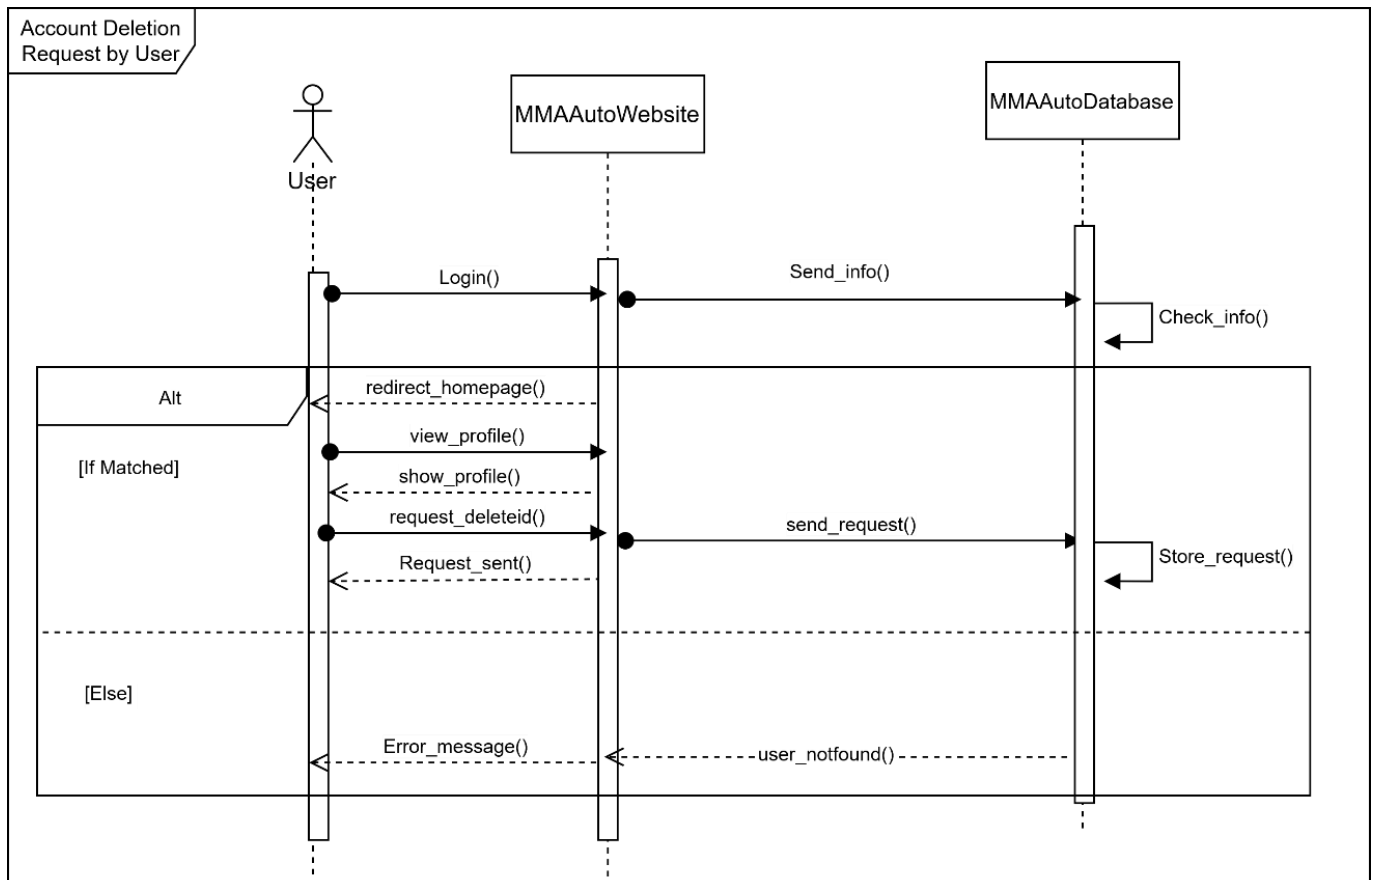 Account Deletion
Request by User
User
MMAAutoWebsite
MMAAutoDatabase
Login()
Send_info()
Check_info()
Alt
redirect_homepage()
[If Matched]
view_profile()
show_profile()
request_deleteid()
send_request()
Request_sent()
Store_request()
[Else]
Error_message()
user_notfound()